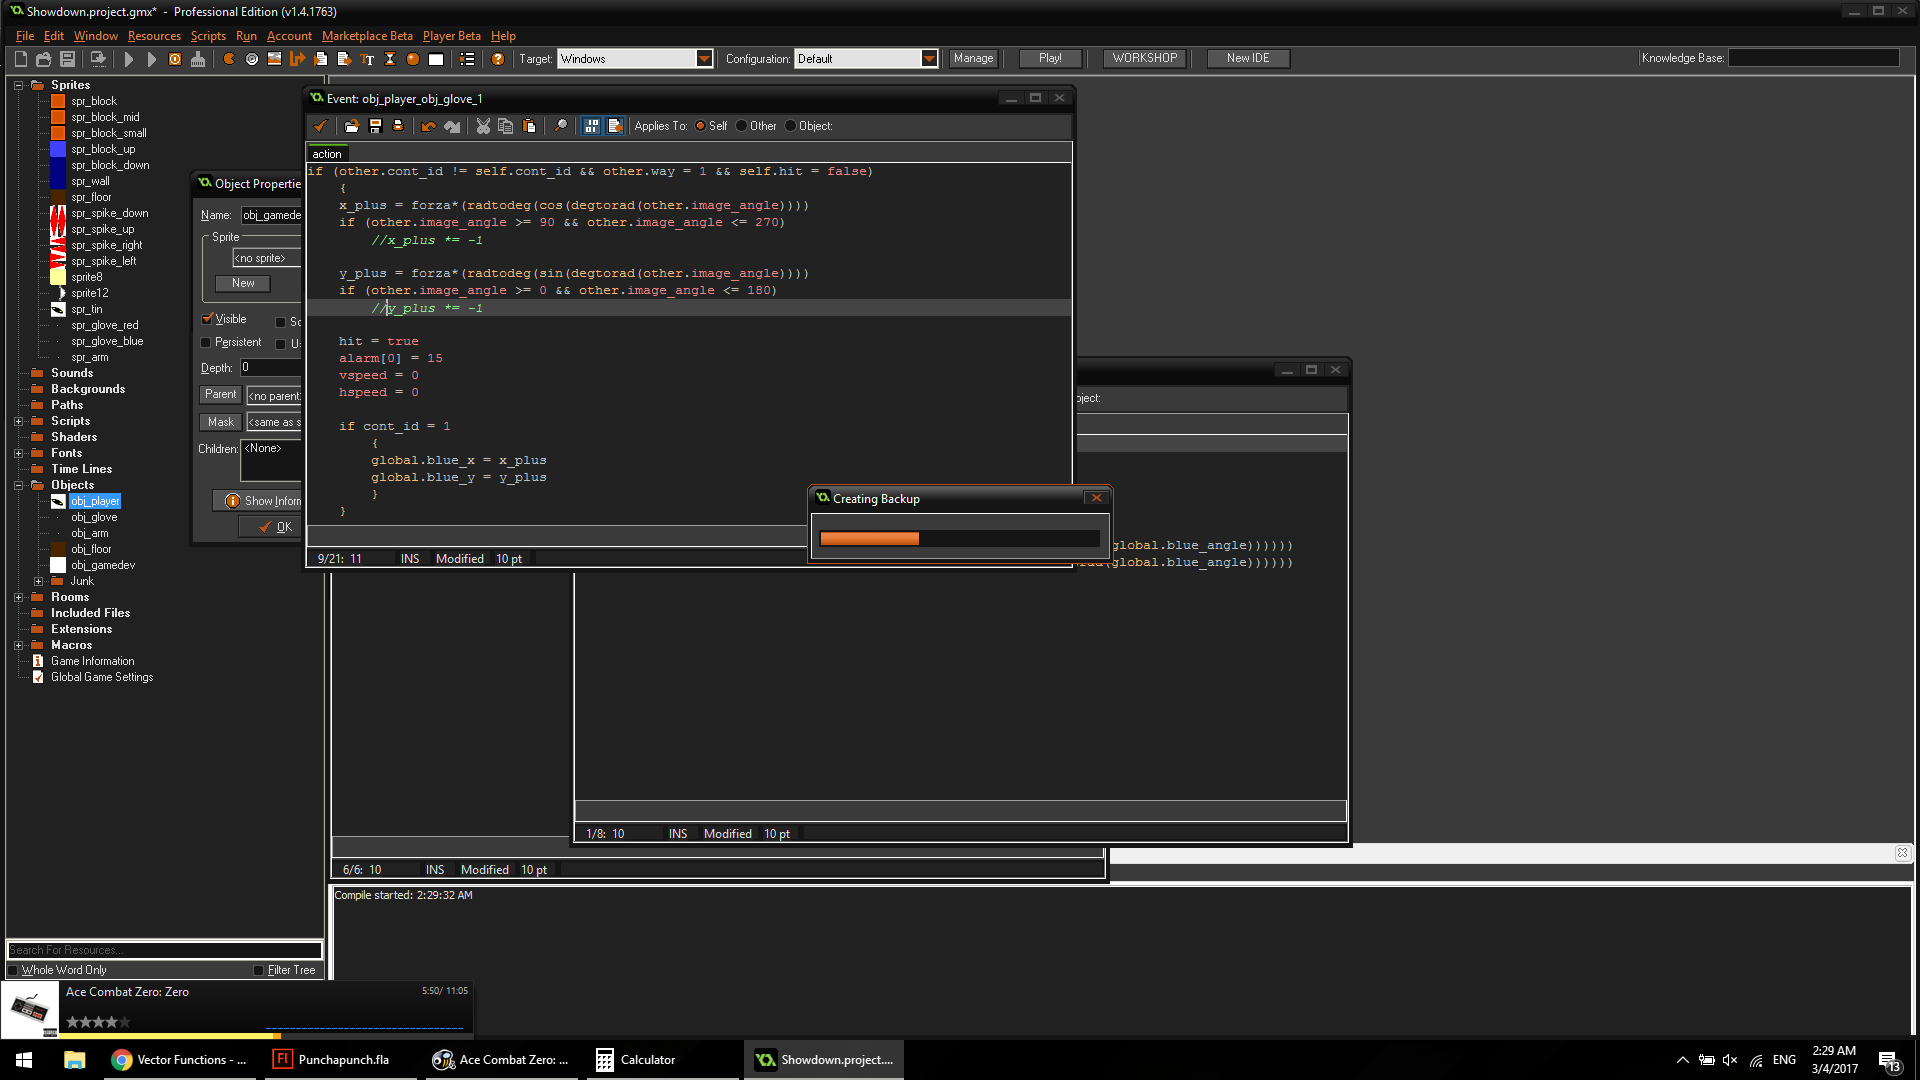 Showdown.project.gmx* - Professional Edition (v1.4.1763)
File Edit Window Resources Scripts Run Account Marketplace Beta Player Beta Help
Target: Windows Configuration: Default Manage Play! WORKSHOP New IDE Knowledge Base:
Sprites
spr_block
spr_block_mid
spr_block_small
spr_block_up
spr_block_down
spr_wall
spr_floor
spr_spike_down
spr_spike_up
spr_spike_right
spr_spike_left
sprite8
sprite12
spr_tin
spr_glove_red
spr_glove_blue
spr_arm
Sounds
Backgrounds
Paths
Scripts
Shaders
Fonts
Time Lines
Objects
obj_player
obj_glove
obj_arm
obj_floor
obj_gamedev
Junk
Rooms
Included Files
Extensions
Macros
Game Information
Global Game Settings
Search For Resources...
Whole Word Only Filter Tree
Object Propertie
Name: obj_gamede
Sprite
<no sprite>
New
Visible So
Persistent U
Depth: 0
Parent <no parent
Mask <same as s
Children: <None>
Show Inform
OK
Event: obj_player_obj_glove_1
Applies To: Self Other Object:
action
if (other.cont_id != self.cont_id && other.way = 1 && self.hit = false)
{
x_plus = forza*(radtodeg(cos(degtorad(other.image_angle))))
if (other.image_angle >= 90 && other.image_angle <= 270)
//x_plus *= -1
y_plus = forza*(radtodeg(sin(degtorad(other.image_angle))))
if (other.image_angle >= 0 && other.image_angle <= 180)
//y_plus *= -1
hit = true
alarm[0] = 15
vspeed = 0
hspeed = 0
if cont_id = 1
{
global.blue_x = x_plus
global.blue_y = y_plus
}
}
9/21: 11 INS Modified 10 pt
Creating Backup
bject:
(global.blue_angle))))))
(global.blue_angle))))))
1/8: 10 INS Modified 10 pt
6/6: 10 INS Modified 10 pt
Compile started: 2:29:32 AM
Ace Combat Zero: Zero 5:50/ 11:05
Vector Functions - ... Punchapunch.fla Ace Combat Zero: ... Calculator Showdown.project....
ENG
2:29 AM
3/4/2017
13